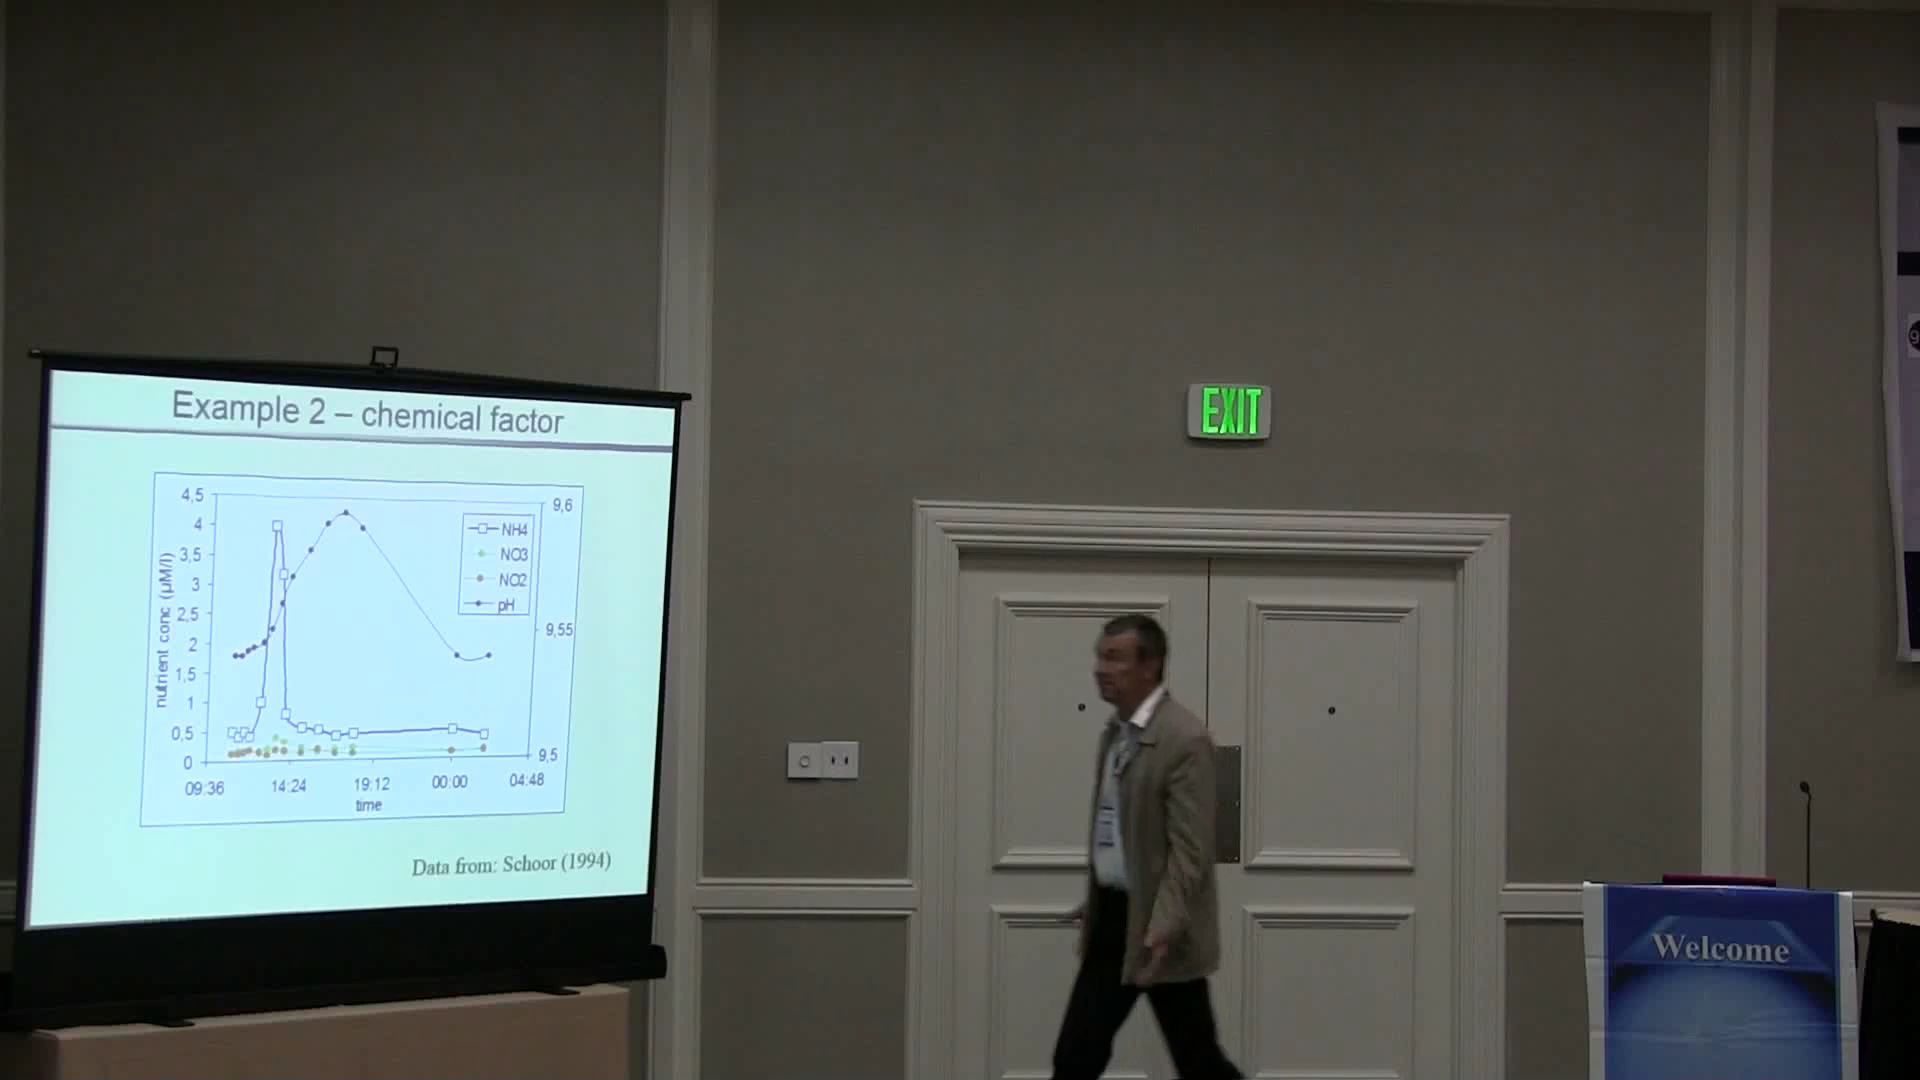 Example 2 – chemical factor
4,5
4
3,5
3
2,5
2
1,5
1
0,5
0
nutrient conc (µM/l)
9,6
9,55
9,5
NH4
NO3
NO2
pH
09:36 14:24 19:12 00:00 04:48
time
Data from: Schoor (1994)
EXIT
Welcome